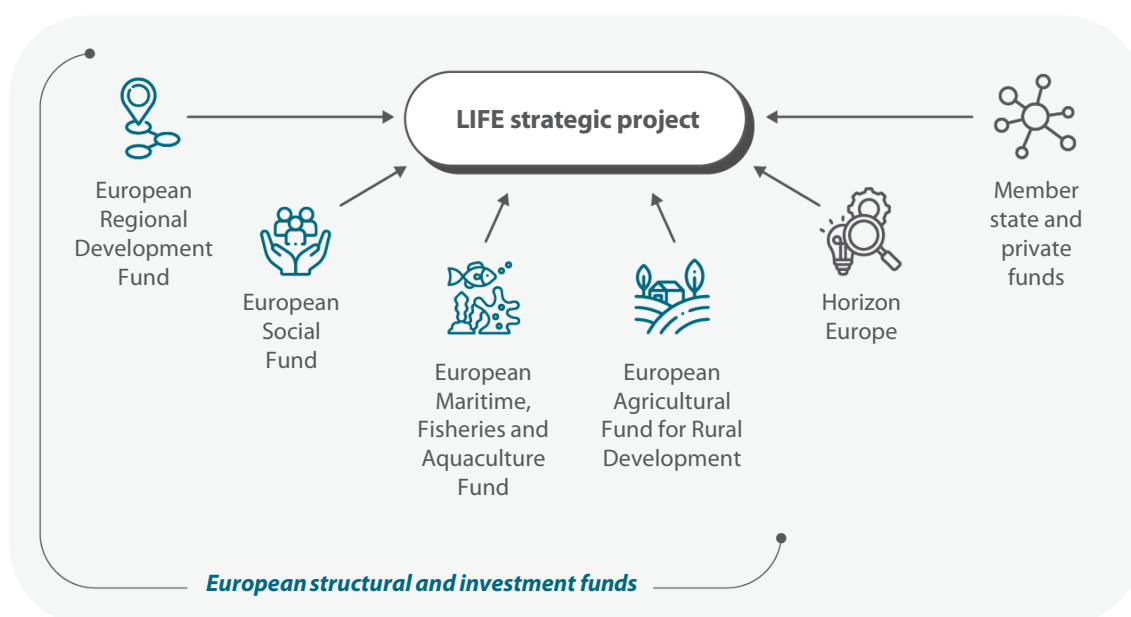 LIFE strategic project
European
Regional
Development
Fund
European
Social
Fund
European
Maritime,
Fisheries and
Aquaculture
Fund
European
Agricultural
Fund for Rural
Development
Horizon
Europe
Member
state and
private
funds
European structural and investment funds